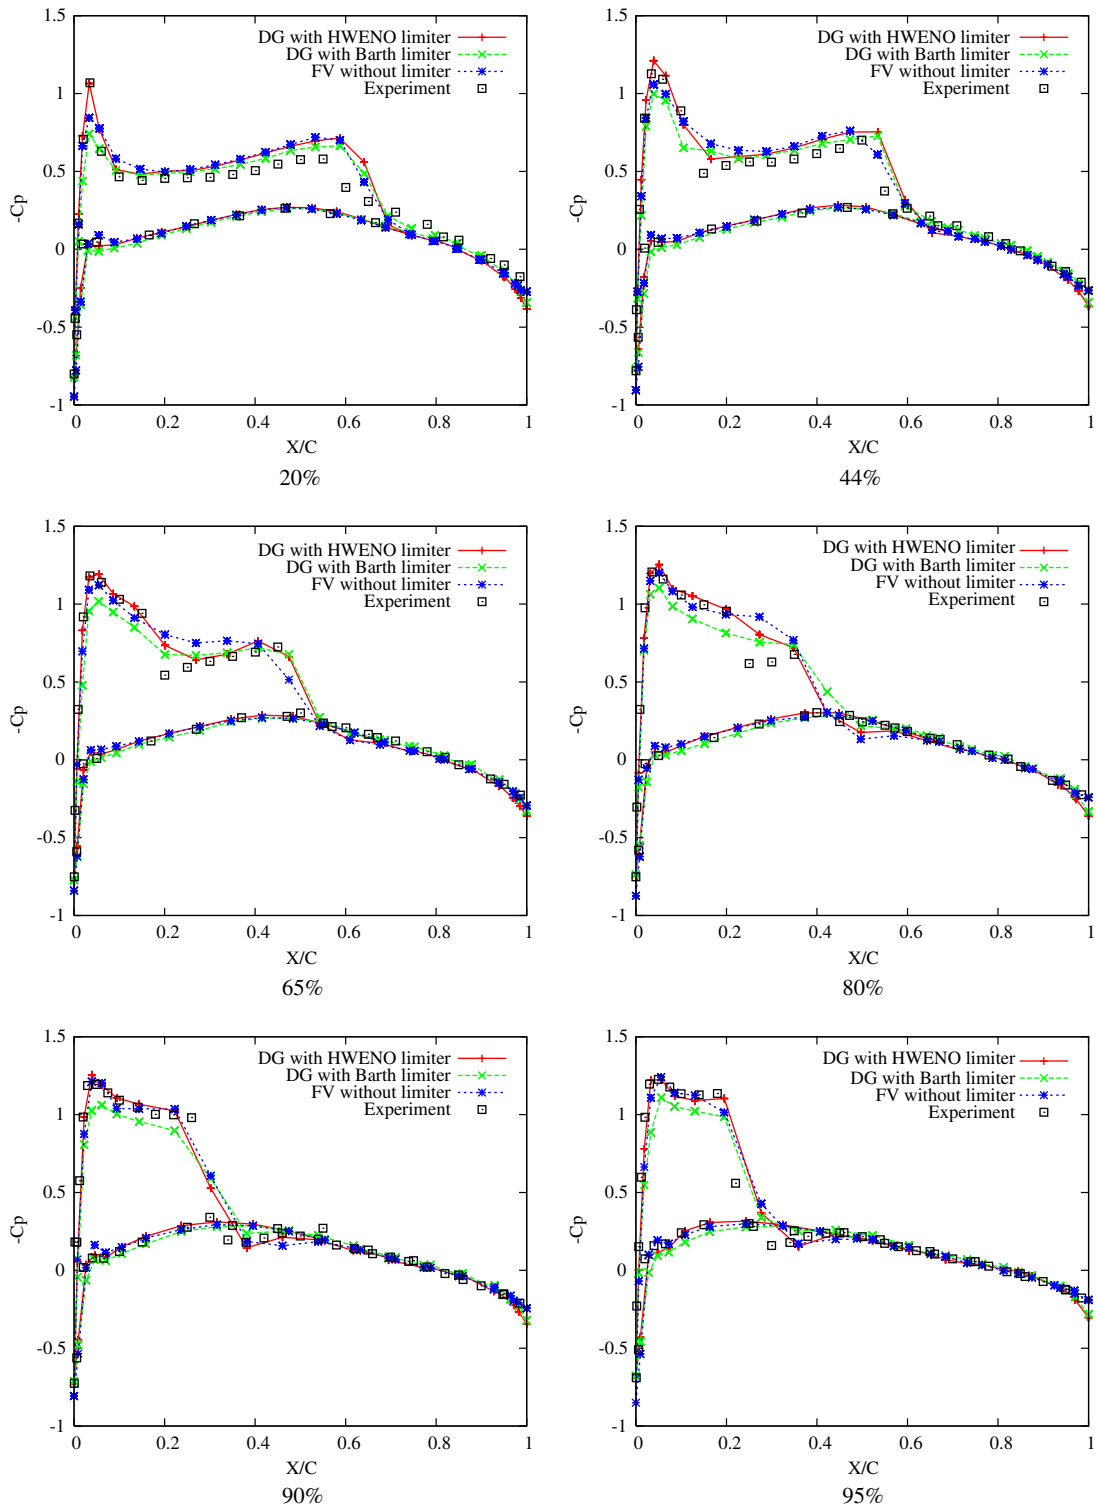 1.5
1
0.5
0
-0.5
-1
-Cp
0 0.2 0.4 0.6 0.8 1
X/C
DG with HWENO limiter
DG with Barth limiter
FV without limiter
Experiment
20%
1.5
1
0.5
0
-0.5
-1
-Cp
0 0.2 0.4 0.6 0.8 1
X/C
DG with HWENO limiter
DG with Barth limiter
FV without limiter
Experiment
44%
1.5
1
0.5
0
-0.5
-1
-Cp
0 0.2 0.4 0.6 0.8 1
X/C
DG with HWENO limiter
DG with Barth limiter
FV without limiter
Experiment
65%
1.5
1
0.5
0
-0.5
-1
-Cp
0 0.2 0.4 0.6 0.8 1
X/C
DG with HWENO limiter
DG with Barth limiter
FV without limiter
Experiment
80%
1.5
1
0.5
0
-0.5
-1
-Cp
0 0.2 0.4 0.6 0.8 1
X/C
DG with HWENO limiter
DG with Barth limiter
FV without limiter
Experiment
90%
1.5
1
0.5
0
-0.5
-1
-Cp
0 0.2 0.4 0.6 0.8 1
X/C
DG with HWENO limiter
DG with Barth limiter
FV without limiter
Experiment
95%